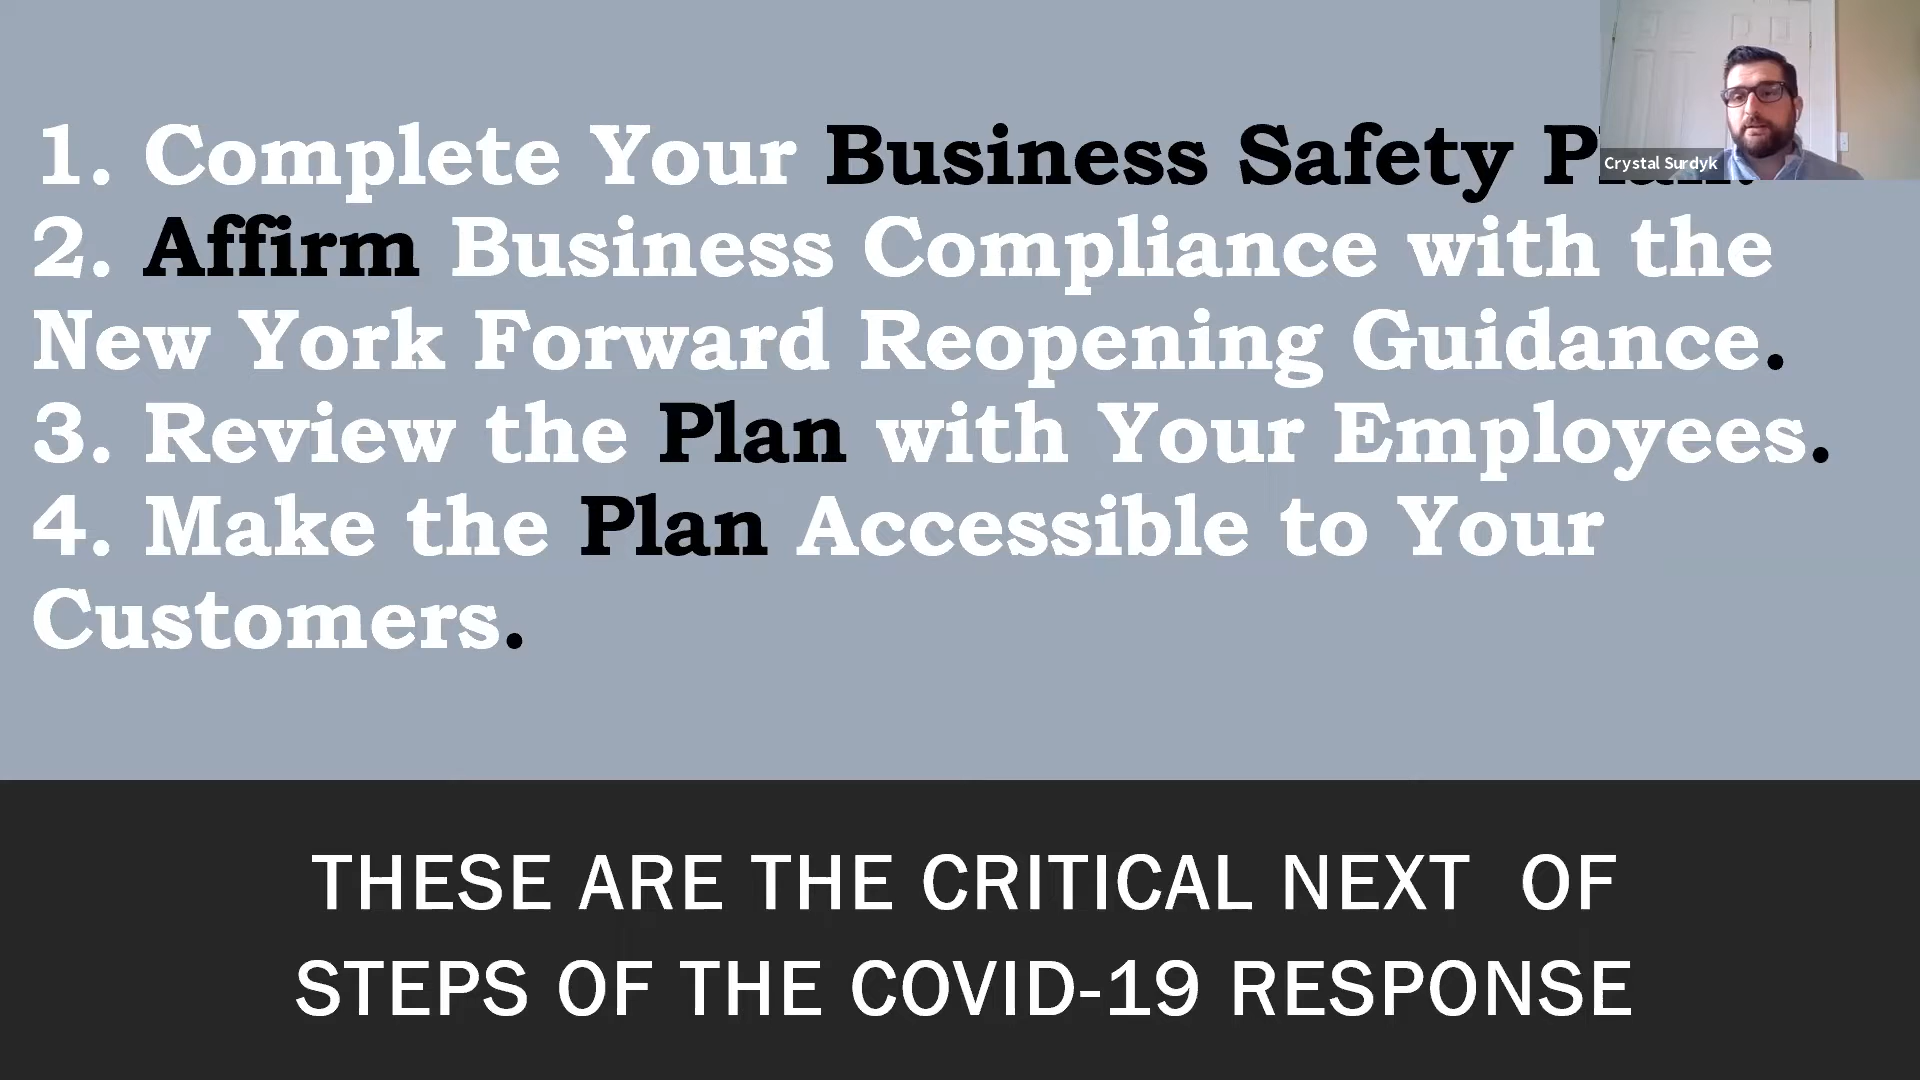 1. Complete Your Business Safety Plan.
2. Affirm Business Compliance with the
New York Forward Reopening Guidance.
3. Review the Plan with Your Employees.
4. Make the Plan Accessible to Your
Customers.
Crystal Surdyk
THESE ARE THE CRITICAL NEXT OF
STEPS OF THE COVID-19 RESPONSE